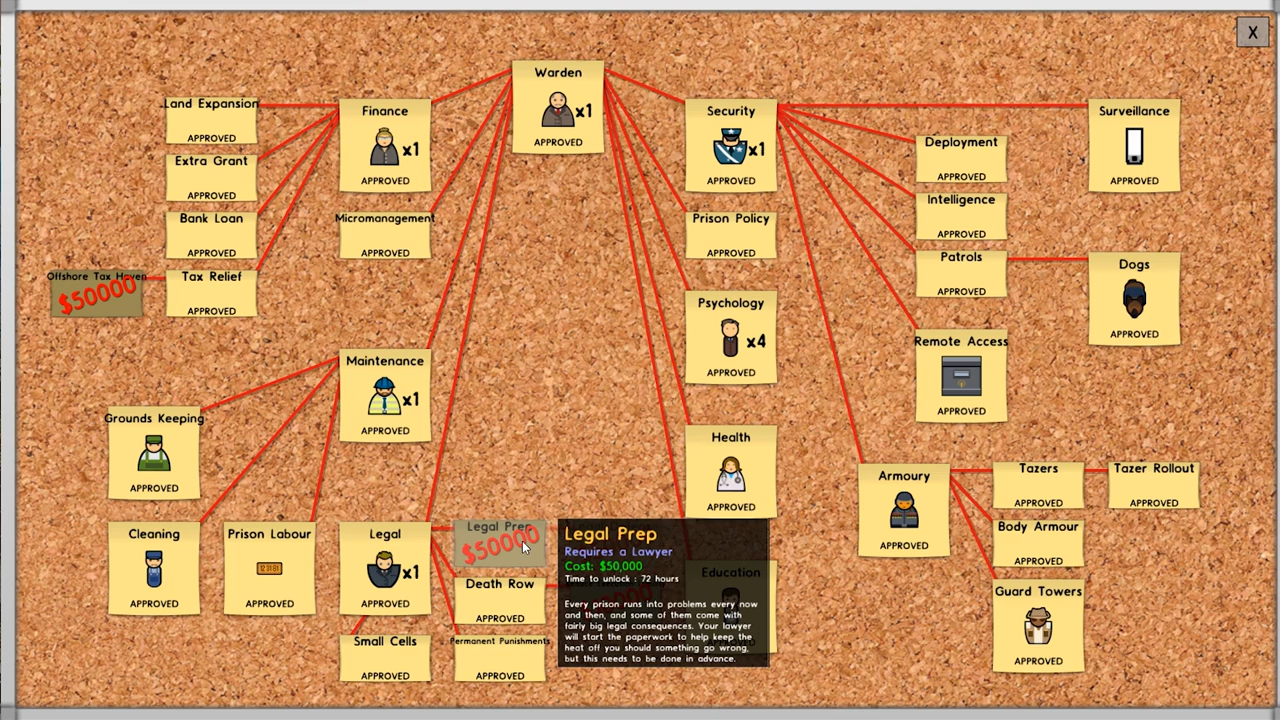 X
Warden
x1
APPROVED
Land Expansion
APPROVED
Extra Grant
APPROVED
Bank Loan
APPROVED
Offshore Tax Haven
$50000
Tax Relief
APPROVED
Finance
x1
APPROVED
Micromanagement
APPROVED
Security
x1
APPROVED
Prison Policy
APPROVED
Psychology
x4
APPROVED
Health
APPROVED
Deployment
APPROVED
Intelligence
APPROVED
Patrols
APPROVED
Remote Access
APPROVED
Surveillance
APPROVED
Dogs
APPROVED
Maintenance
x1
APPROVED
Grounds Keeping
APPROVED
Cleaning
APPROVED
Prison Labour
APPROVED
Legal
x1
APPROVED
Small Cells
APPROVED
Legal Prep
$50000
Death Row
APPROVED
Permanent Punishments
APPROVED
Legal Prep
Requires a Lawyer
Cost: $50,000
Time to unlock : 72 hours
Every prison runs into problems every now
and then, and some of them come with
fairly big legal consequences. Your lawyer
will start the paperwork to help keep the
heat off you should something go wrong,
but this needs to be done in advance.
Education
Armoury
APPROVED
Tazers
APPROVED
Tazer Rollout
APPROVED
Body Armour
APPROVED
Guard Towers
APPROVED